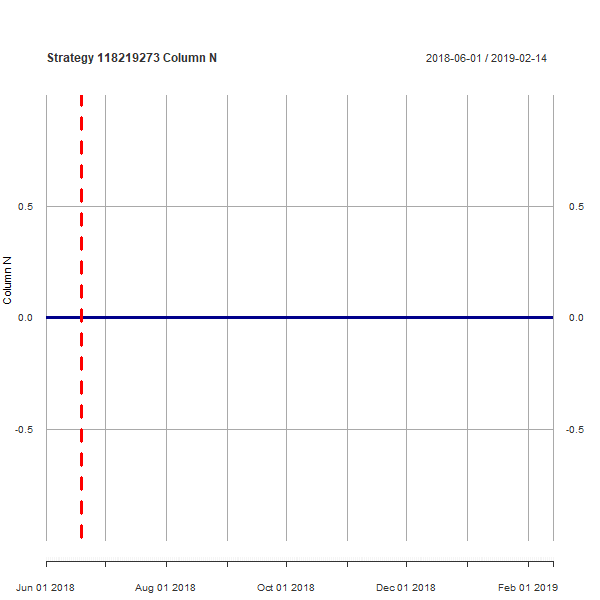 Strategy 118219273 Column N
2018-06-01 / 2019-02-14
0.5
0.5
Column N
0.0
0.0
-0.5
-0.5
Jun 01 2018
Aug 01 2018
Oct 01 2018
Dec 01 2018
Feb 01 2019